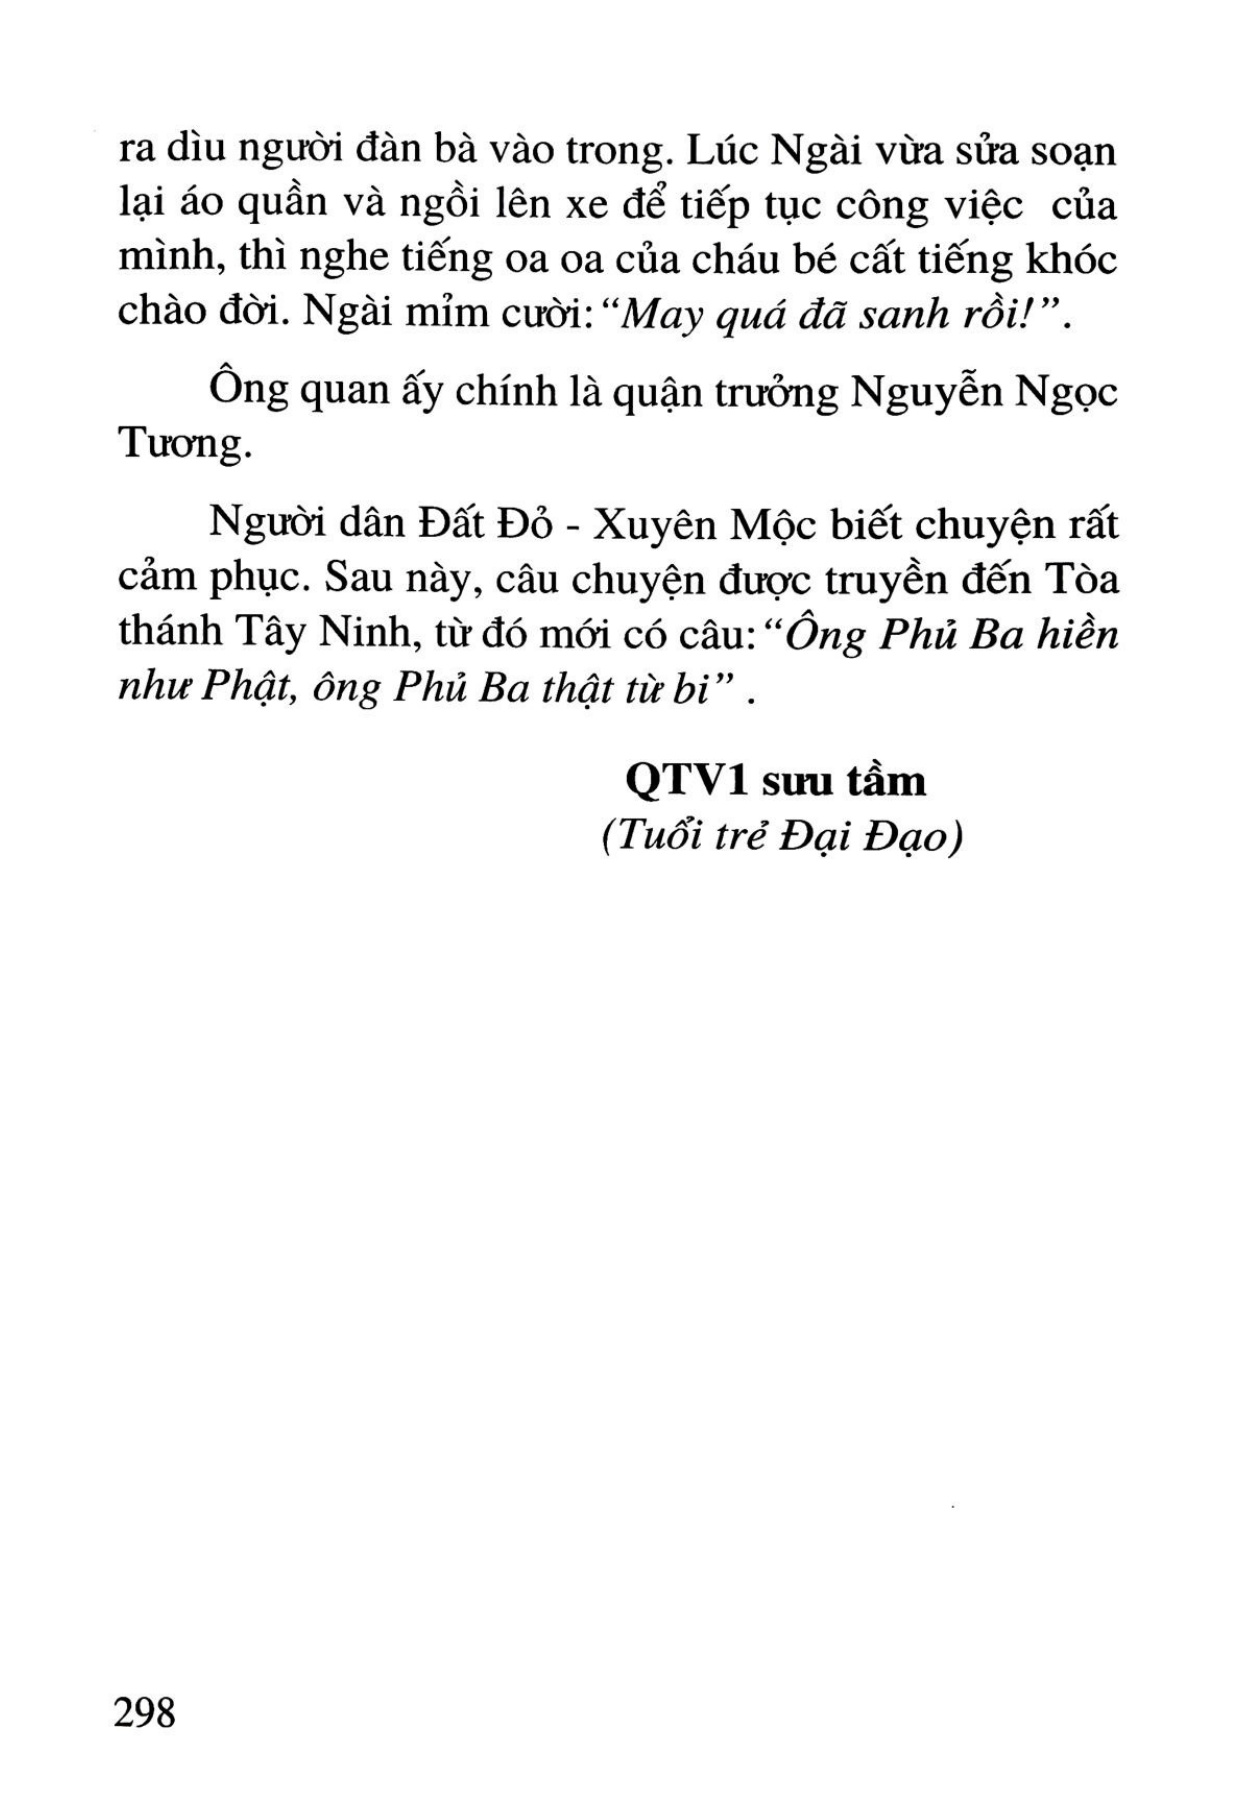 ra dìu người đàn bà vào trong. Lúc Ngài vừa sửa soạn
lại áo quần và ngồi lên xe để tiếp tục công việc của
mình, thì nghe tiếng oa oa của cháu bé cất tiếng khóc
chào đời. Ngài mỉm cười: “May quá đã sanh rồi!”.
Ông quan ấy chính là quận trưởng Nguyễn Ngọc
Tương.
Người dân Đất Đỏ - Xuyên Mộc biết chuyện rất
cảm phục. Sau này, câu chuyện được truyền đến Tòa
thánh Tây Ninh, từ đó mới có câu: “Ông Phủ Ba hiền
như Phật, ông Phủ Ba thật từ bi” .
QTV1 sưu tầm
(Tuổi trẻ Đại Đạo)
298